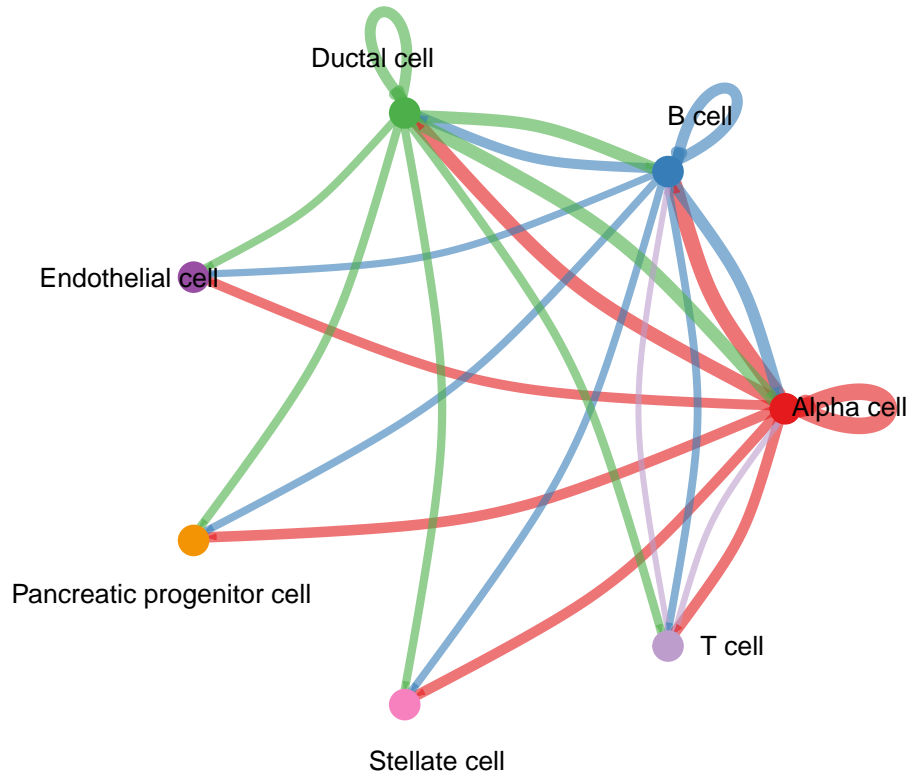 Ductal cell
B cell
Endothelial cell
Alpha cell
Pancreatic progenitor cell
T cell
Stellate cell